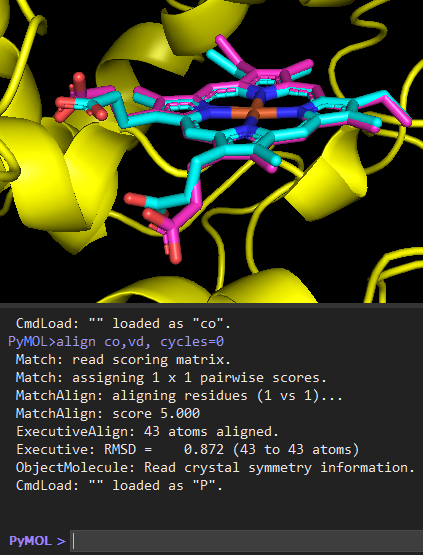 CmdLoad: "" loaded as "co".
PyMOL>align co,vd, cycles=0
Match: read scoring matrix.
Match: assigning 1 x 1 pairwise scores.
MatchAlign: aligning residues (1 vs 1)...
MatchAlign: score 5.000
ExecutiveAlign: 43 atoms aligned.
Executive: RMSD =    0.872 (43 to 43 atoms)
ObjectMolecule: Read crystal symmetry information.
CmdLoad: "" loaded as "P".
PyMOL >